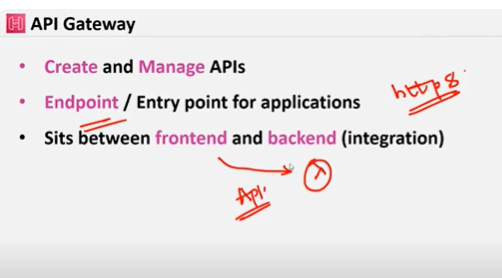 API Gateway
• Create and Manage APIs
• Endpoint / Entry point for applications
https
• Sits between frontend and backend (integration)
API
λ